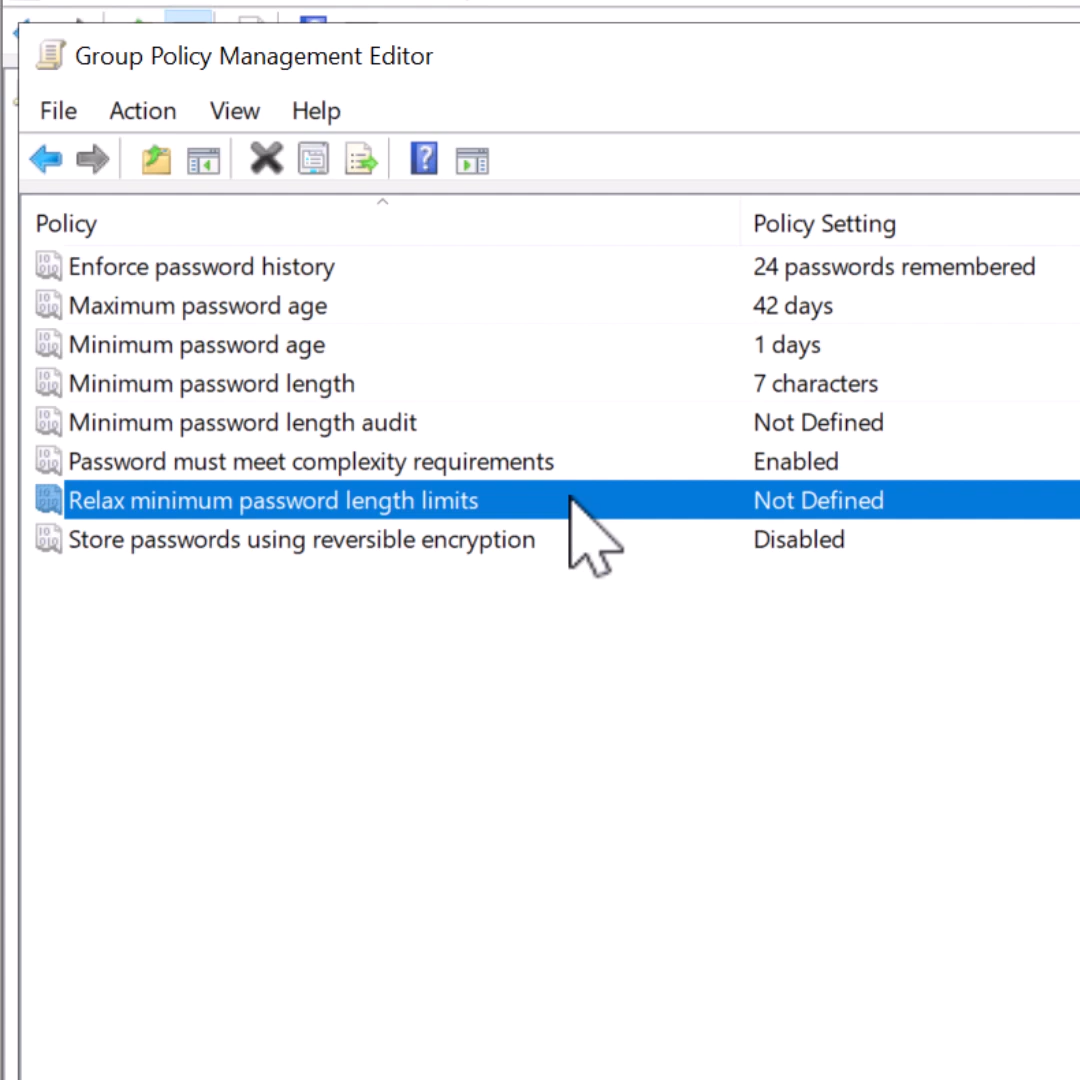 Group Policy Management Editor
File Action View Help
Policy Policy Setting
Enforce password history 24 passwords remembered
Maximum password age 42 days
Minimum password age 1 days
Minimum password length 7 characters
Minimum password length audit Not Defined
Password must meet complexity requirements Enabled
Relax minimum password length limits Not Defined
Store passwords using reversible encryption Disabled